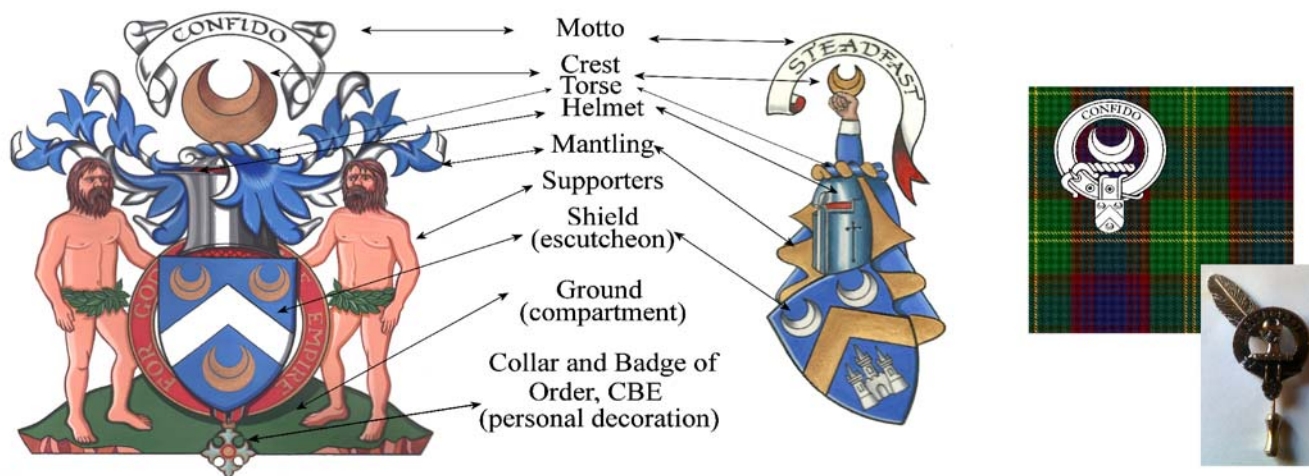 CONFIDO
Motto
STEADFAST
Crest
Torse
Helmet
Mantling
Supporters
Shield
(escutcheon)
FOR GOD
EMPIRE
Ground
(compartment)
Collar and Badge of
Order, CBE
(personal decoration)
CONFIDO